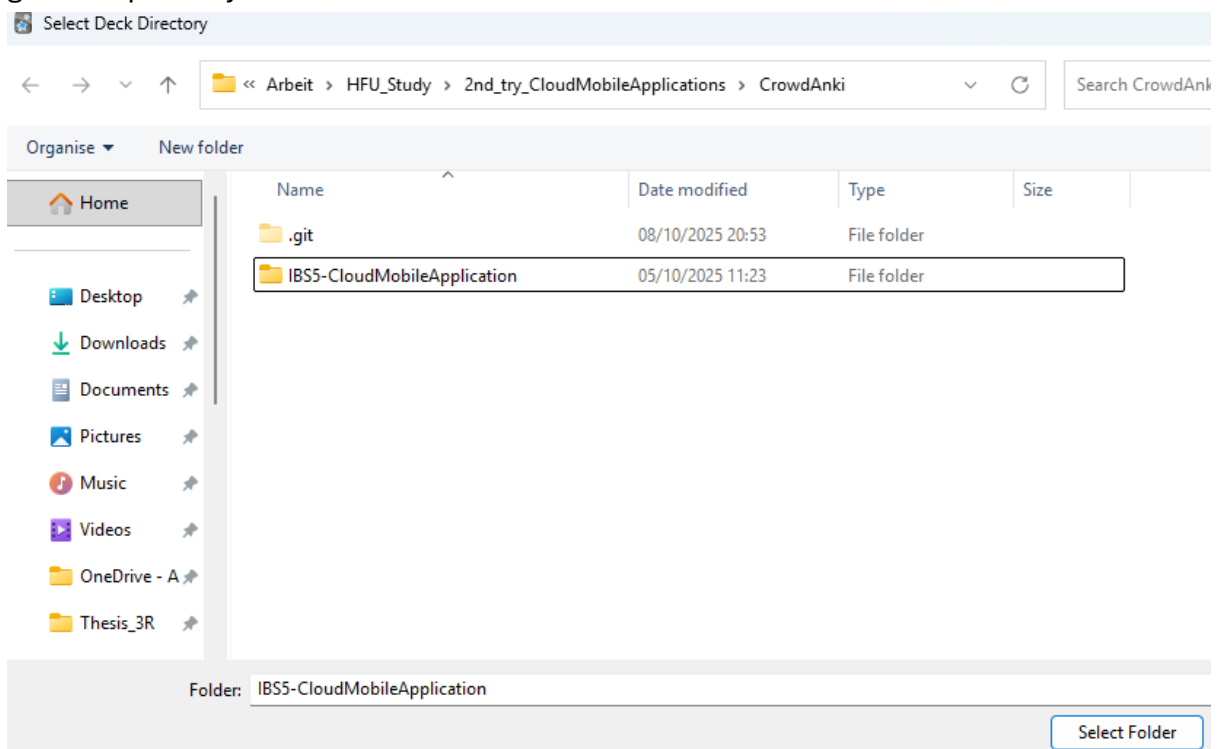 Select Deck Directory
« Arbeit > HFU_Study > 2nd_try_CloudMobileApplications > CrowdAnki
Search CrowdAnk
Organise
New folder
Name Date modified Type Size
Home
.git 08/10/2025 20:53 File folder
IBS5-CloudMobileApplication 05/10/2025 11:23 File folder
Desktop
Downloads
Documents
Pictures
Music
Videos
OneDrive - A
Thesis_3R
Folder: IBS5-CloudMobileApplication
Select Folder